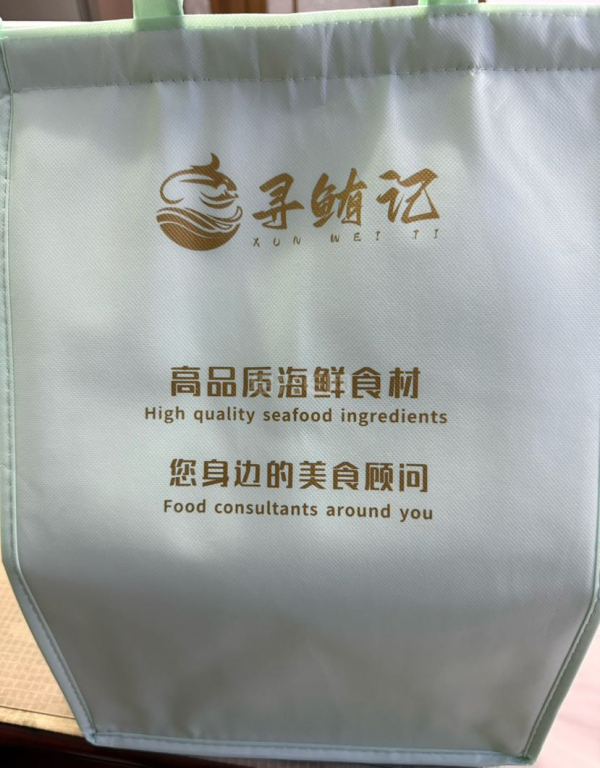 寻鲔记
XUN WEI JI
高品质海鲜食材
High quality seafood ingredients
您身边的美食顾问
Food consultants around you